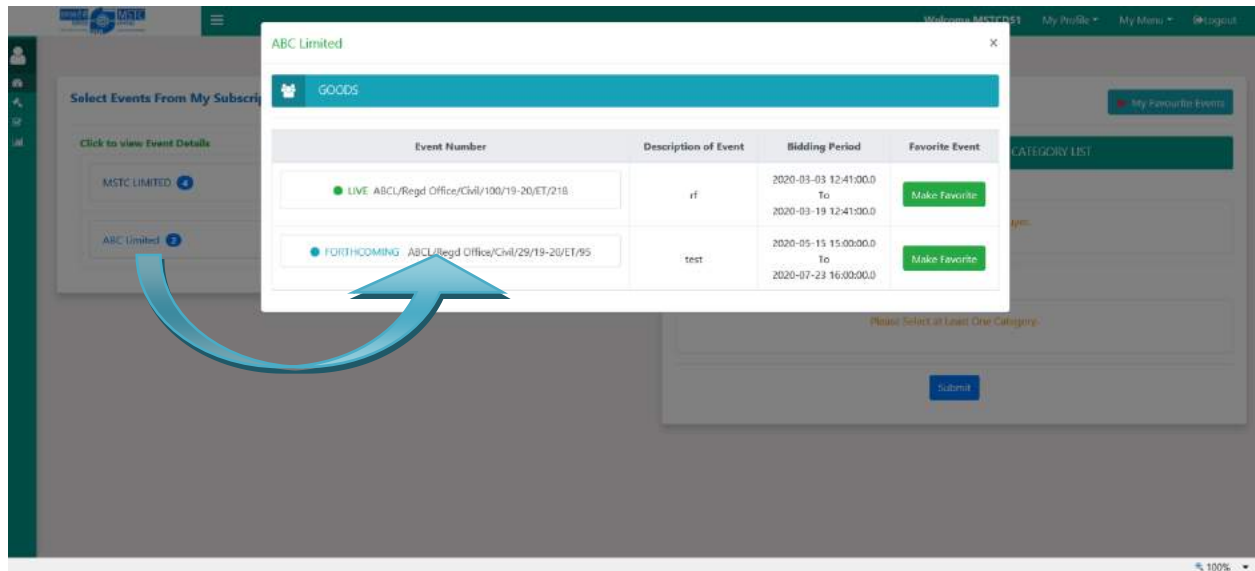 MSTC
Welcome MSTCD51 My Profile My Menu Logout
ABC Limited ×
GOODS
Select Events From My Subscrip
My Favourite Events
Click to view Event Details
CATEGORY LIST
Event Number Description of Event Bidding Period Favorite Event
MSTC LIMITED 4
LIVE ABCL/Regd Office/Civil/100/19-20/ET/218 rf 2020-03-03 12:41:00.0
To
2020-03-19 12:41:00.0 Make Favorite
ABC Limited 2
FORTHCOMING ABCL/Regd Office/Civil/29/19-20/ET/95 test 2020-05-15 15:00:00.0
To
2020-07-23 16:00:00.0 Make Favorite
Please Select at Least One Category.
Submit
100%